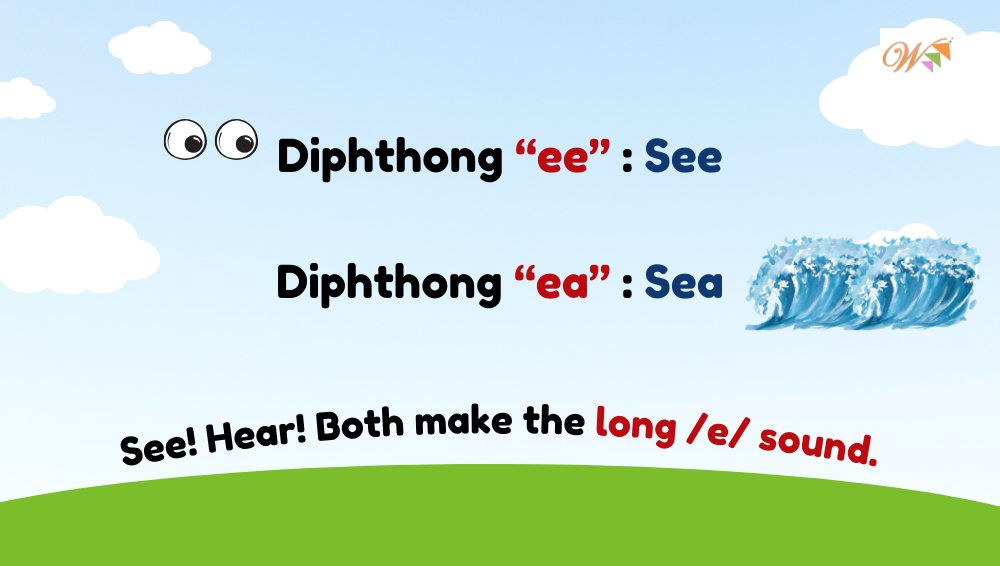 Diphthong “ee” : See
Diphthong “ea” : Sea
See! Hear! Both make the long /e/ sound.